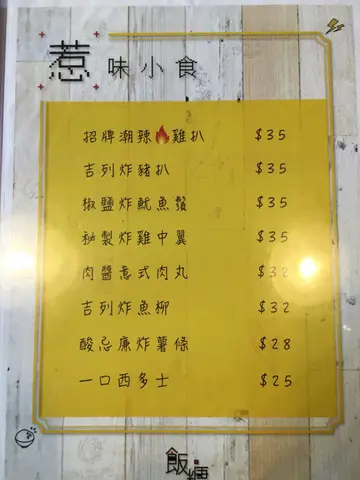 惹味小食
招牌潮辣雞扒 $35
吉列炸豬扒 $35
椒鹽炸魷魚鬚 $35
秘製炸雞中翼 $35
肉醬惹式肉丸 $32
吉列炸魚柳 $32
酸忌廉炸薯條 $28
一口西多士 $25
飯